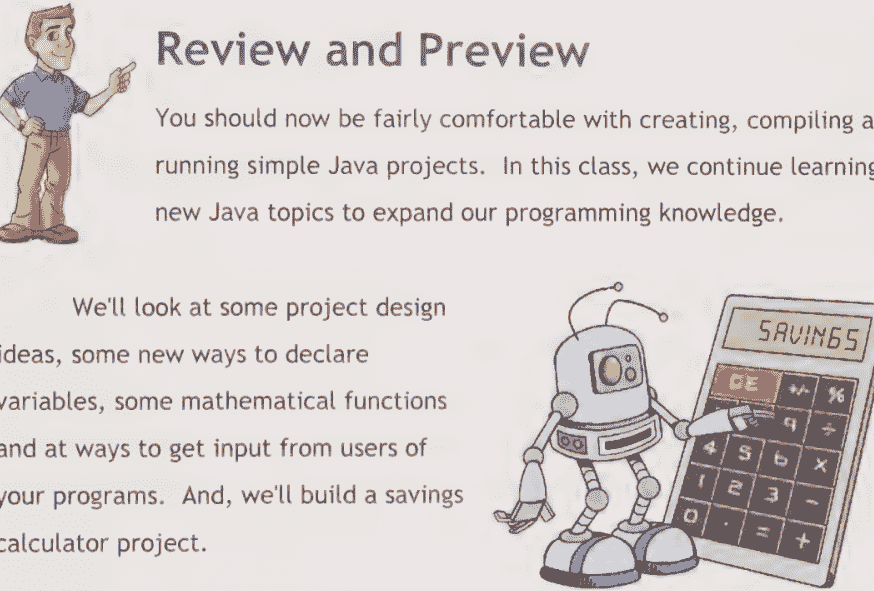 Review and Preview
You should now be fairly comfortable with creating, compiling a
running simple Java projects.  In this class, we continue learning
new Java topics to expand our programming knowledge.
We'll look at some project design
ideas, some new ways to declare
variables, some mathematical functions
and at ways to get input from users of
your programs.  And, we'll build a savings
calculator project.
SAVINGS
CE +/- %
9 ÷
4 5 6 X
1 2 3 -
0 . = +